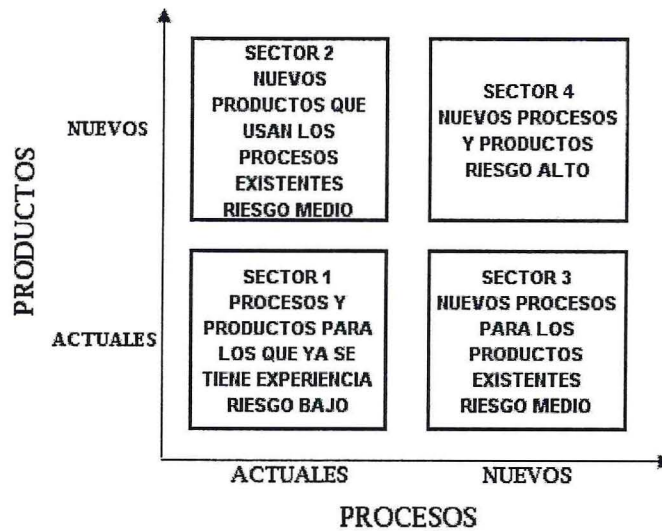 SECTOR 2
NUEVOS
PRODUCTOS QUE
USAN LOS
PROCESOS
EXISTENTES
RIESGO MEDIO
SECTOR 4
NUEVOS PROCESOS
Y PRODUCTOS
RIESGO ALTO
NUEVOS
PRODUCTOS
SECTOR 1
PROCESOS Y
PRODUCTOS PARA
LOS QUE YA SE
TIENE EXPERIENCIA
RIESGO BAJO
SECTOR 3
NUEVOS PROCESOS
PARA LOS
PRODUCTOS
EXISTENTES
RIESGO MEDIO
ACTUALES
ACTUALES
NUEVOS
PROCESOS